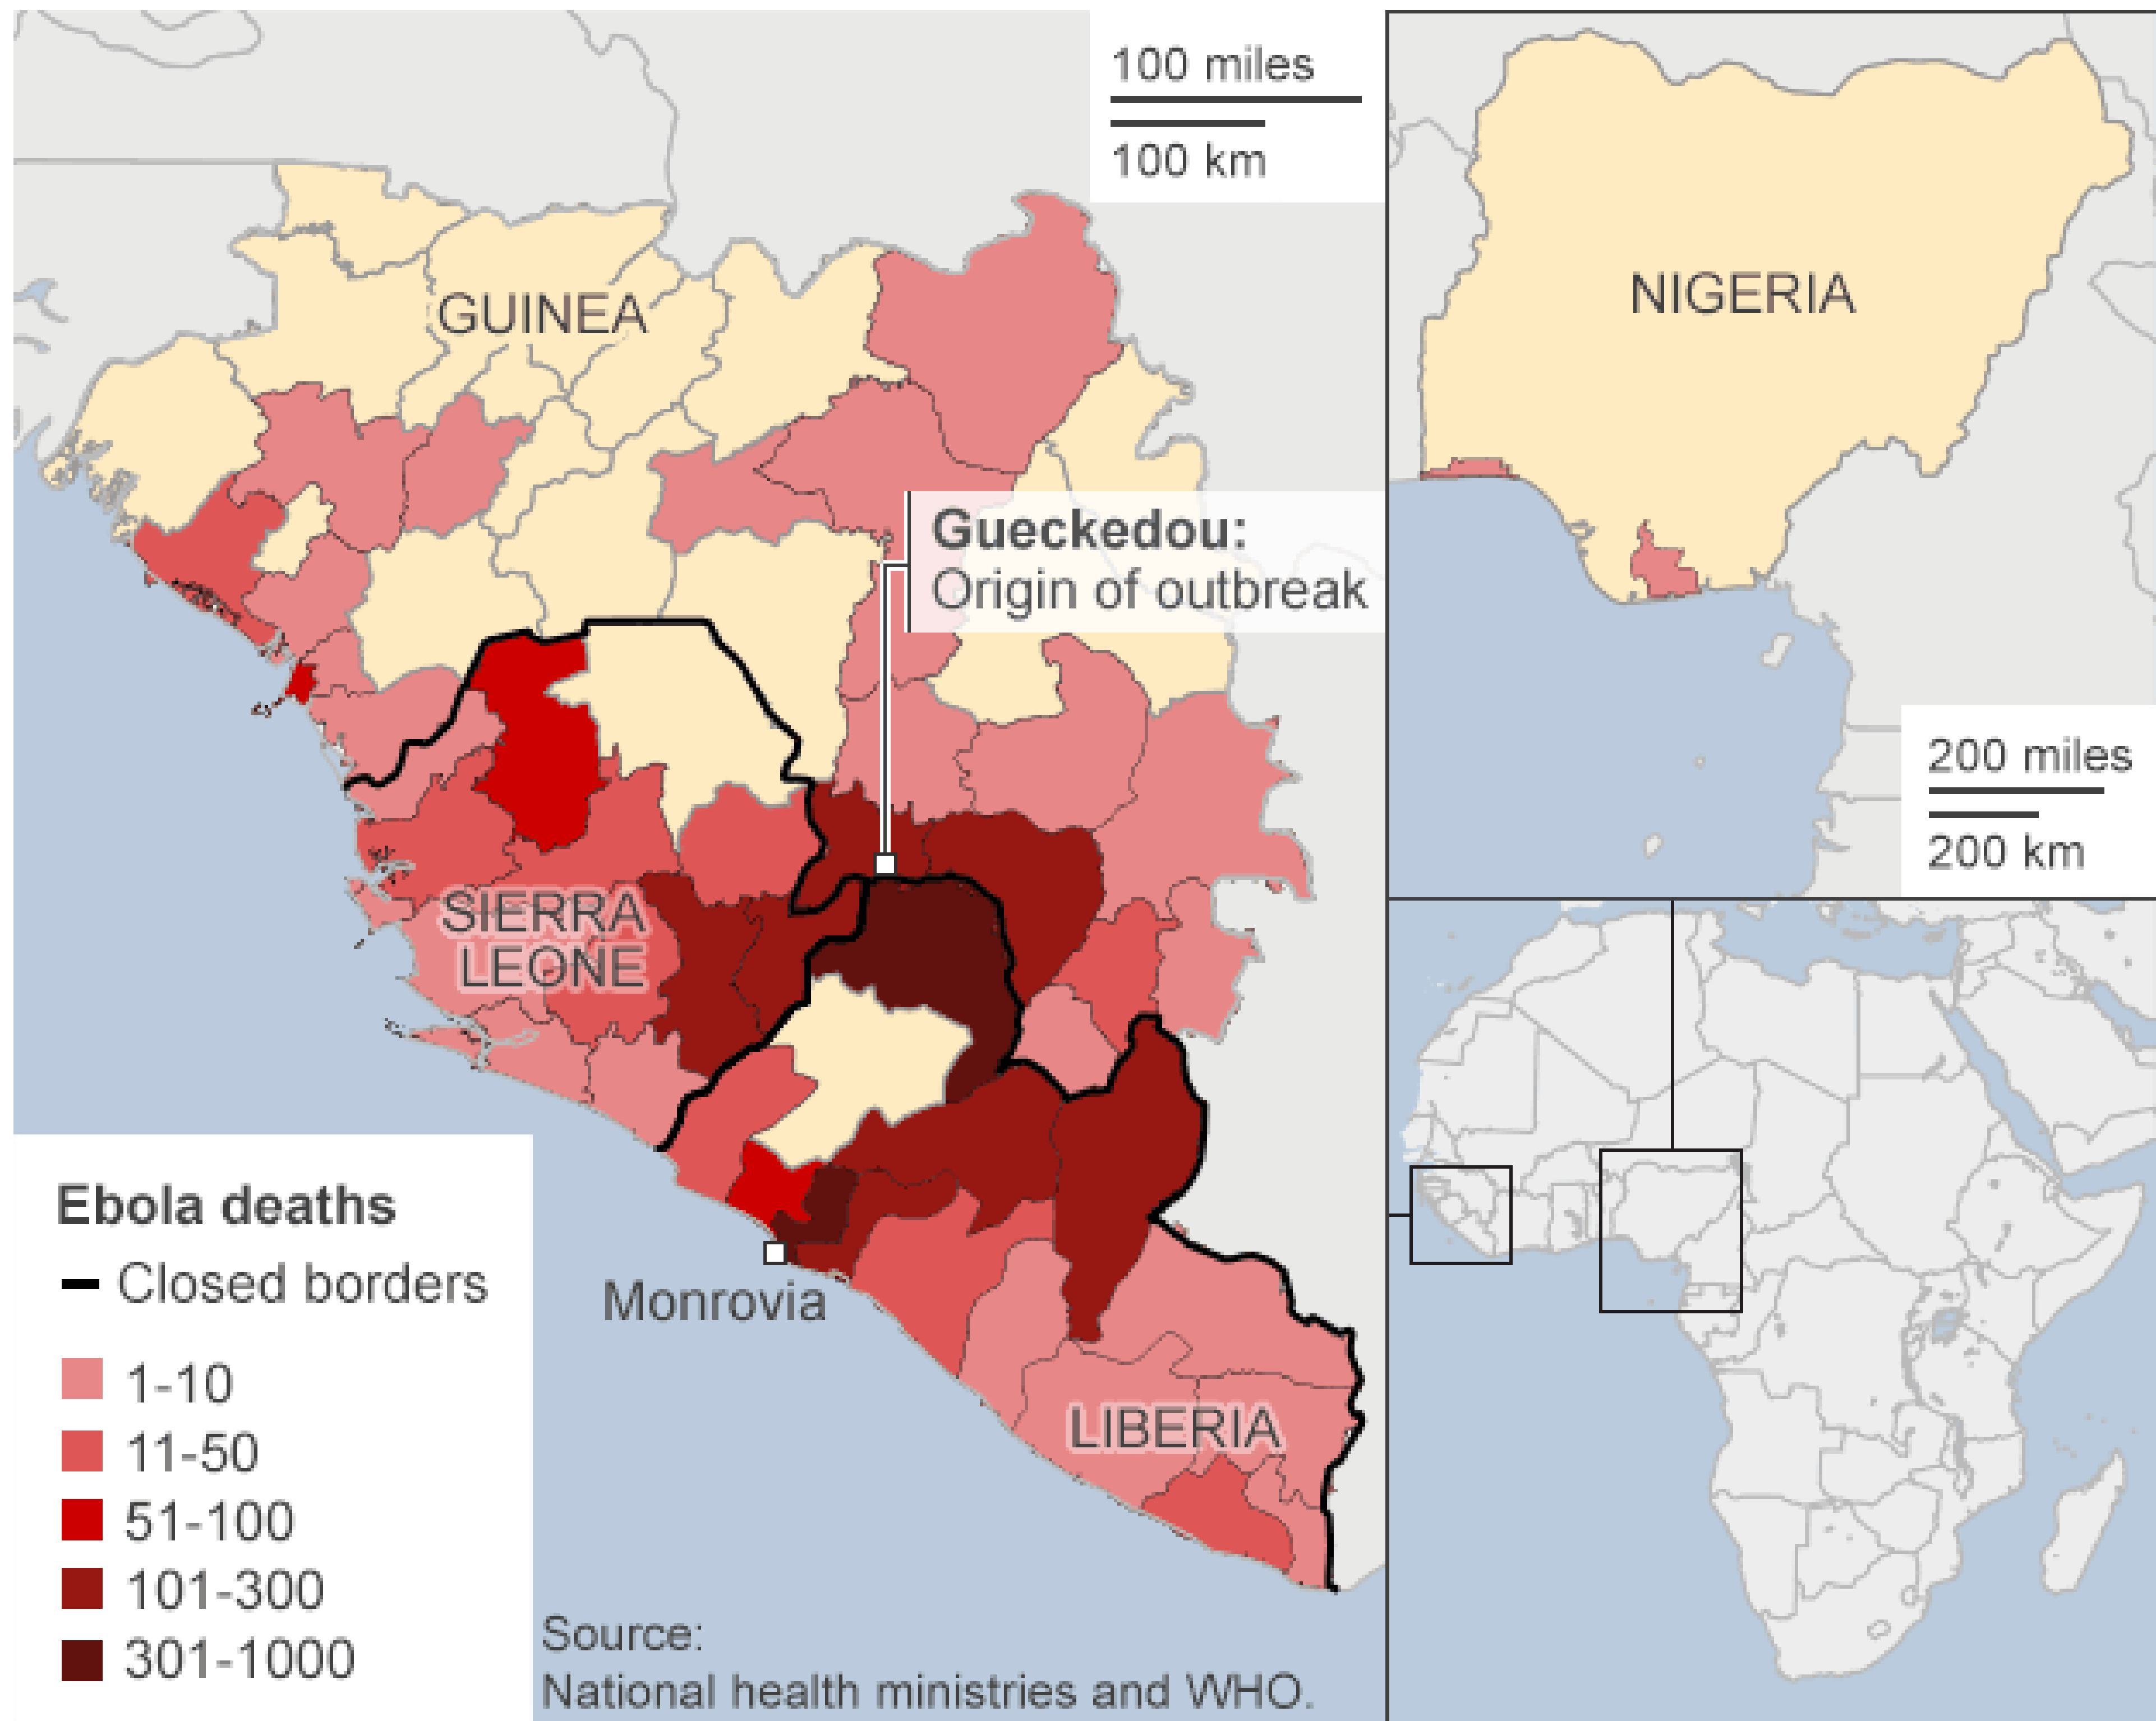 100 miles
100 km
GUINEA
Gueckedou:
Origin of outbreak
SIERRA
LEONE
Monrovia
LIBERIA
NIGERIA
200 miles
200 km
Ebola deaths
Closed borders
1-10
11-50
51-100
101-300
301-1000
Source:
National health ministries and WHO.